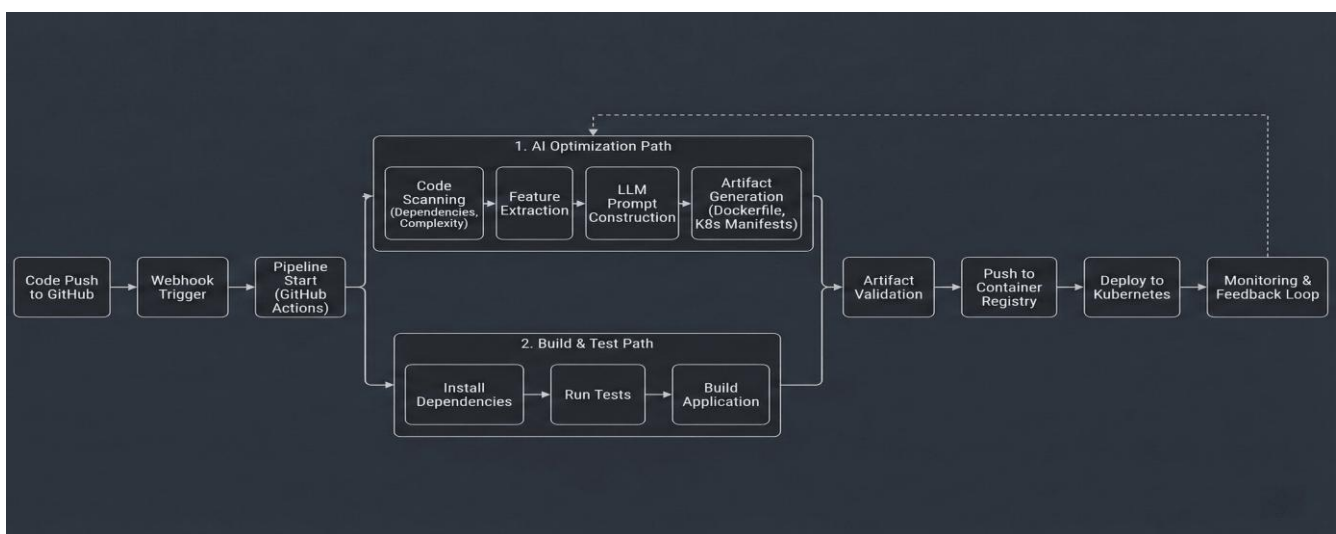 1. AI Optimization Path
Code
Scanning
(Dependencies,
Complexity)
Feature
Extraction
LLM
Prompt
Construction
Artifact
Generation
(Dockerfile,
K8s Manifests)
Code Push
to GitHub
Webhook
Trigger
Pipeline
Start
(GitHub
Actions)
Artifact
Validation
Push to
Container
Registry
Deploy to
Kubernetes
Monitoring &
Feedback Loop
2. Build & Test Path
Install
Dependencies
Run Tests
Build
Application